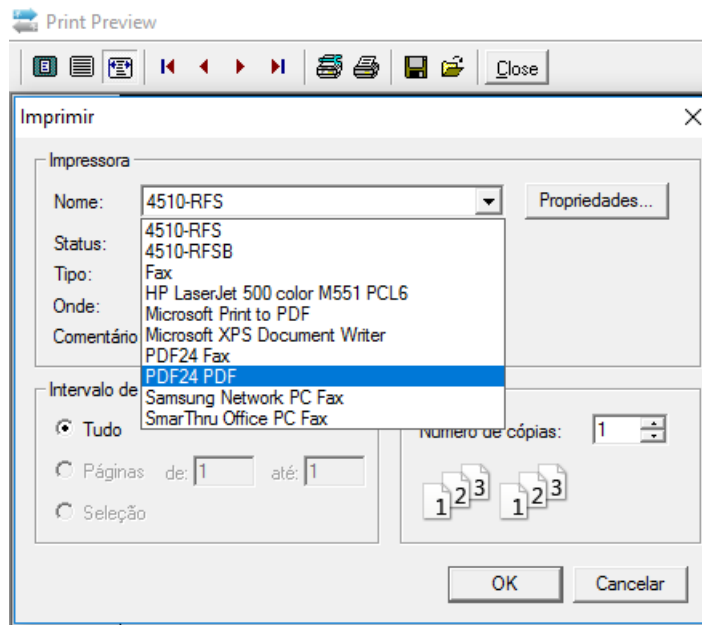 Print Preview
Close
Imprimir
Impressora
Nome: 4510-RFS Propriedades...
Status:
Tipo:
Onde:
Comentário
4510-RFS
4510-RFSB
Fax
HP LaserJet 500 color M551 PCL6
Microsoft Print to PDF
Microsoft XPS Document Writer
PDF24 Fax
PDF24 PDF
Samsung Network PC Fax
SmarThru Office PC Fax
Intervalo de
Tudo
Páginas de: 1 até: 1
Seleção
Número de cópias: 1
1 2 3 1 2 3
OK Cancelar